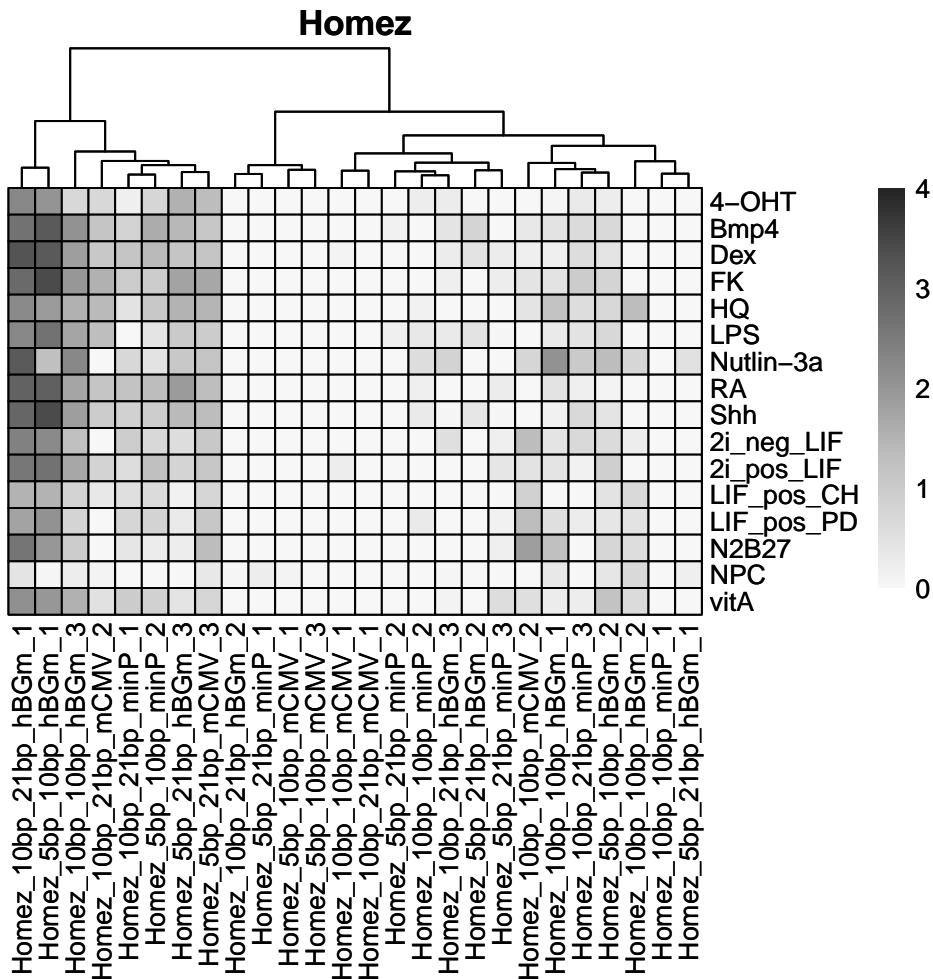 Homez
4−OHT
Bmp4
Dex
FK
HQ
LPS
Nutlin−3a
RA
Shh
2i_neg_LIF
2i_pos_LIF
LIF_pos_CH
LIF_pos_PD
N2B27
NPC
vitA
4
3
2
1
0
Homez_10bp_21bp_hBGm_1
Homez_5bp_10bp_hBGm_1
Homez_10bp_10bp_hBGm_3
Homez_10bp_21bp_mCMV_2
Homez_10bp_21bp_minP_1
Homez_5bp_10bp_minP_2
Homez_5bp_21bp_hBGm_3
Homez_5bp_21bp_mCMV_3
Homez_10bp_21bp_hBGm_2
Homez_5bp_21bp_minP_1
Homez_5bp_10bp_mCMV_1
Homez_5bp_10bp_mCMV_3
Homez_10bp_10bp_mCMV_1
Homez_10bp_21bp_mCMV_1
Homez_5bp_21bp_minP_2
Homez_10bp_10bp_minP_2
Homez_10bp_21bp_hBGm_3
Homez_5bp_21bp_hBGm_2
Homez_5bp_21bp_minP_3
Homez_10bp_10bp_mCMV_2
Homez_10bp_10bp_hBGm_1
Homez_10bp_21bp_minP_3
Homez_5bp_10bp_hBGm_2
Homez_10bp_10bp_hBGm_2
Homez_10bp_10bp_minP_1
Homez_5bp_21bp_hBGm_1